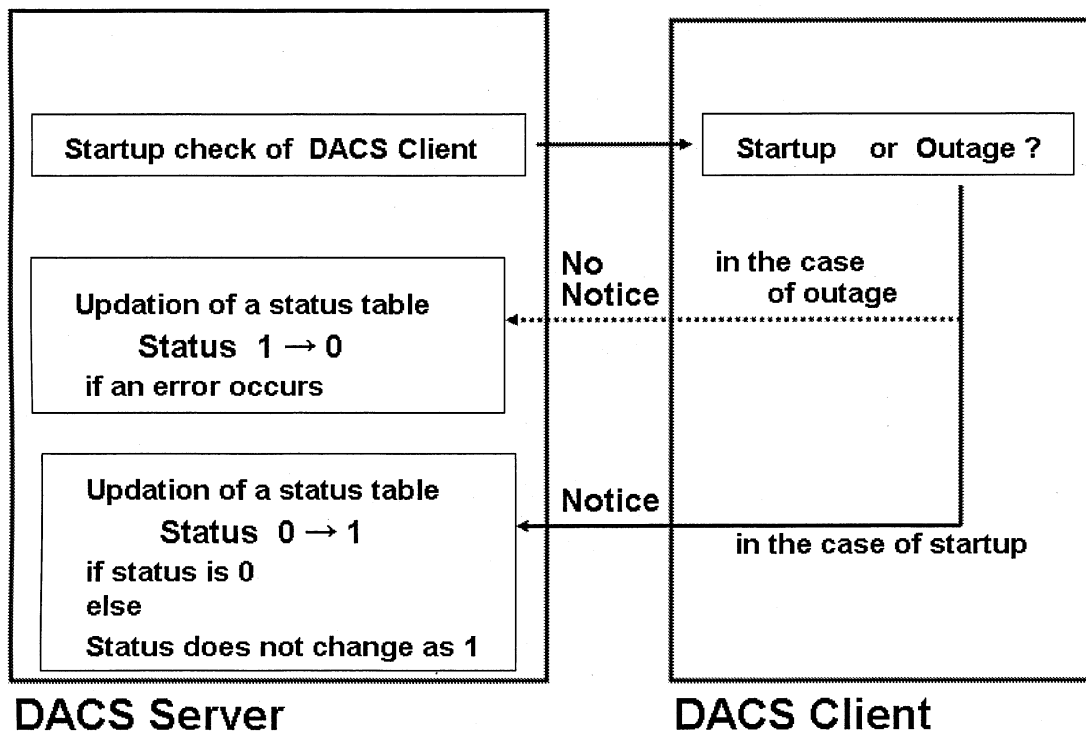 Startup check of DACS Client
Startup or Outage ?
No
Notice
in the case
of outage
Updation of a status table
Status 1 → 0
if an error occurs
Updation of a status table
Status 0 → 1
if status is 0
else
Status does not change as 1
Notice
in the case of startup
DACS Server
DACS Client